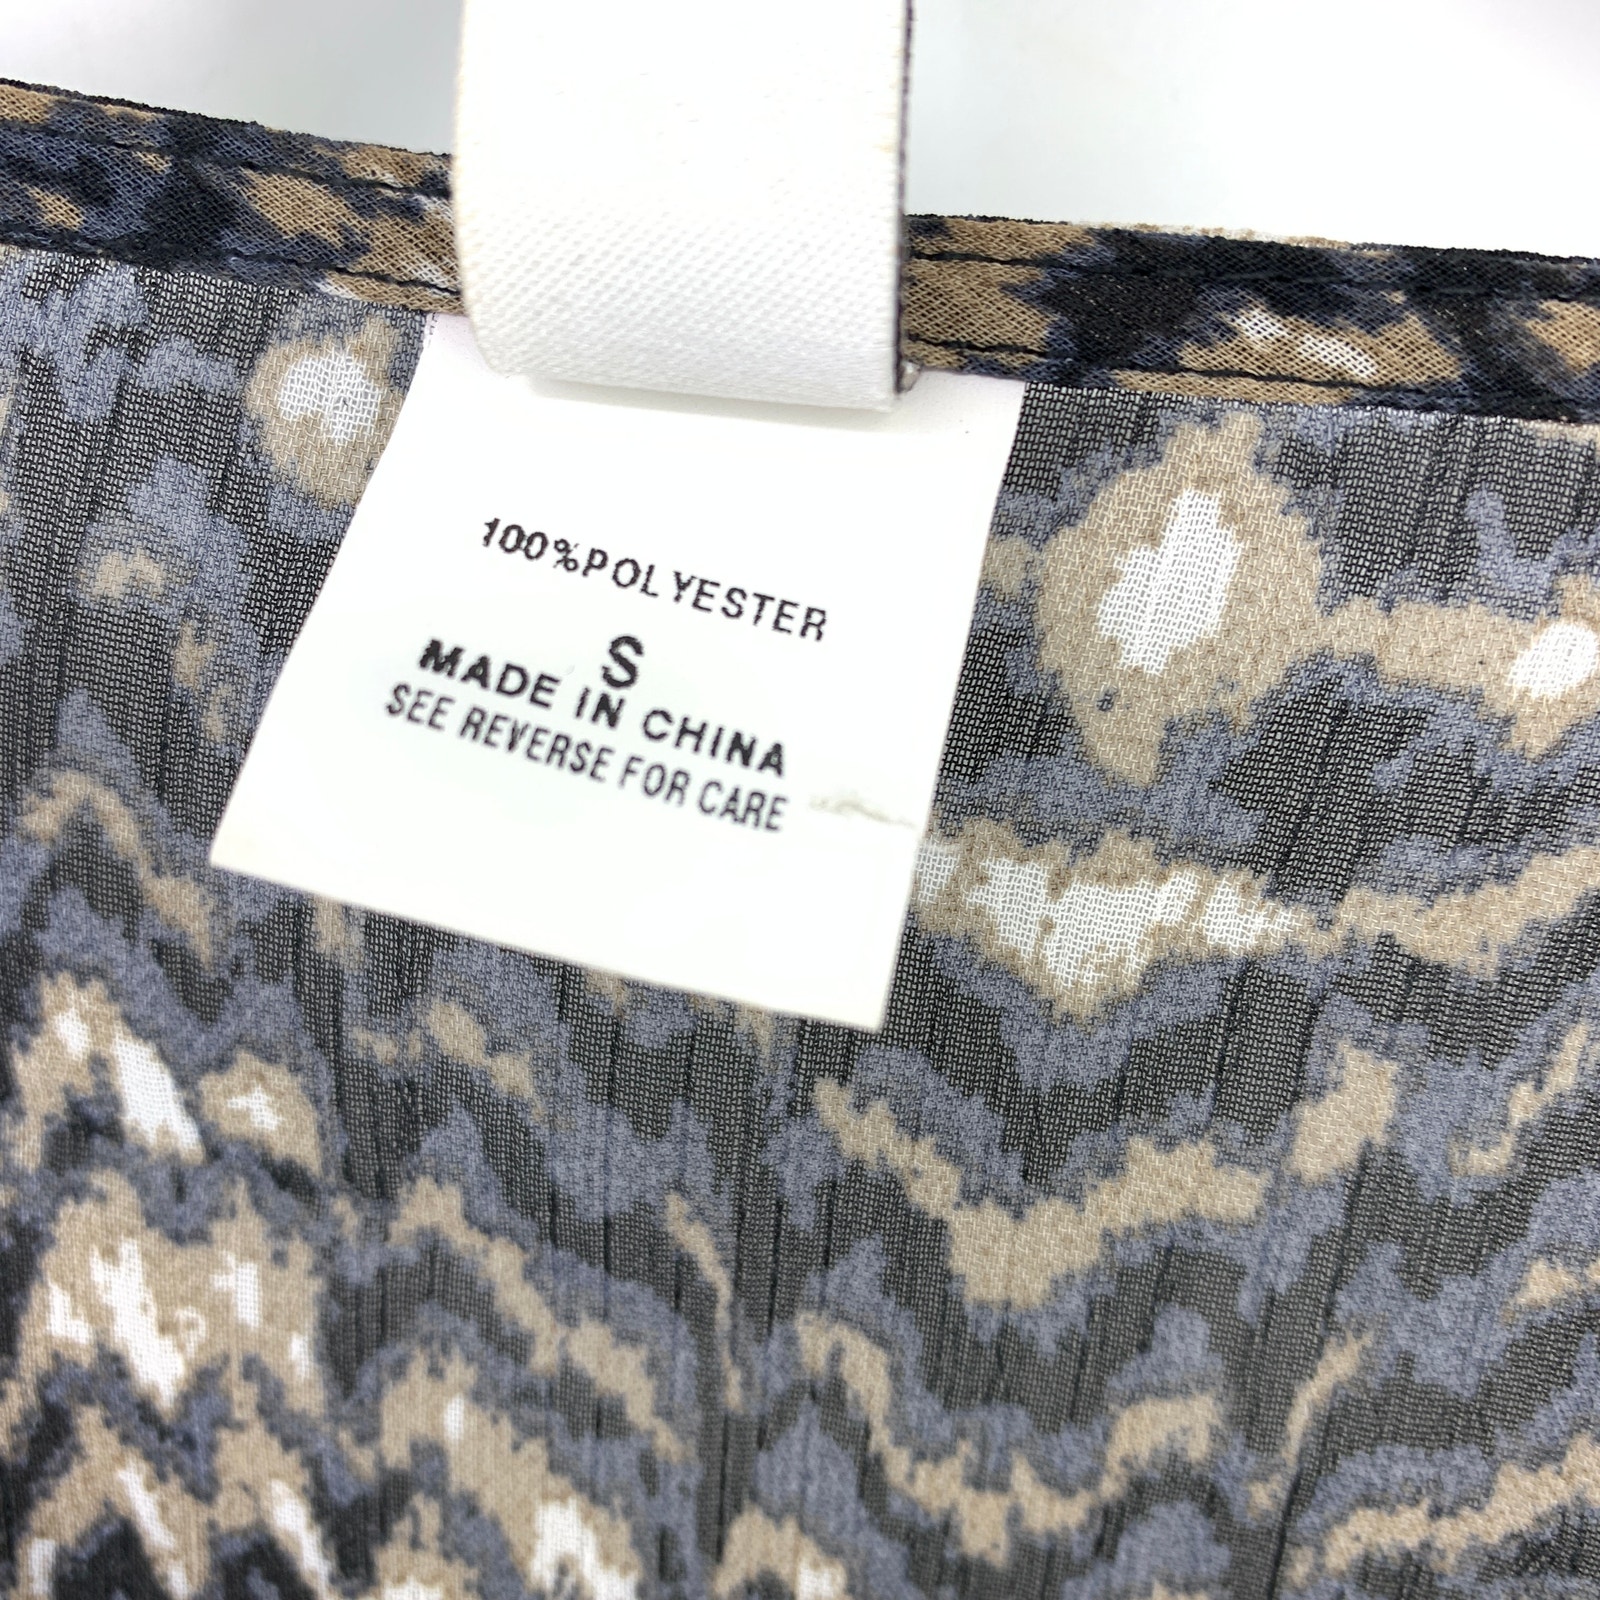 100%POLYESTER
S
MADE IN CHINA
SEE REVERSE FOR CARE